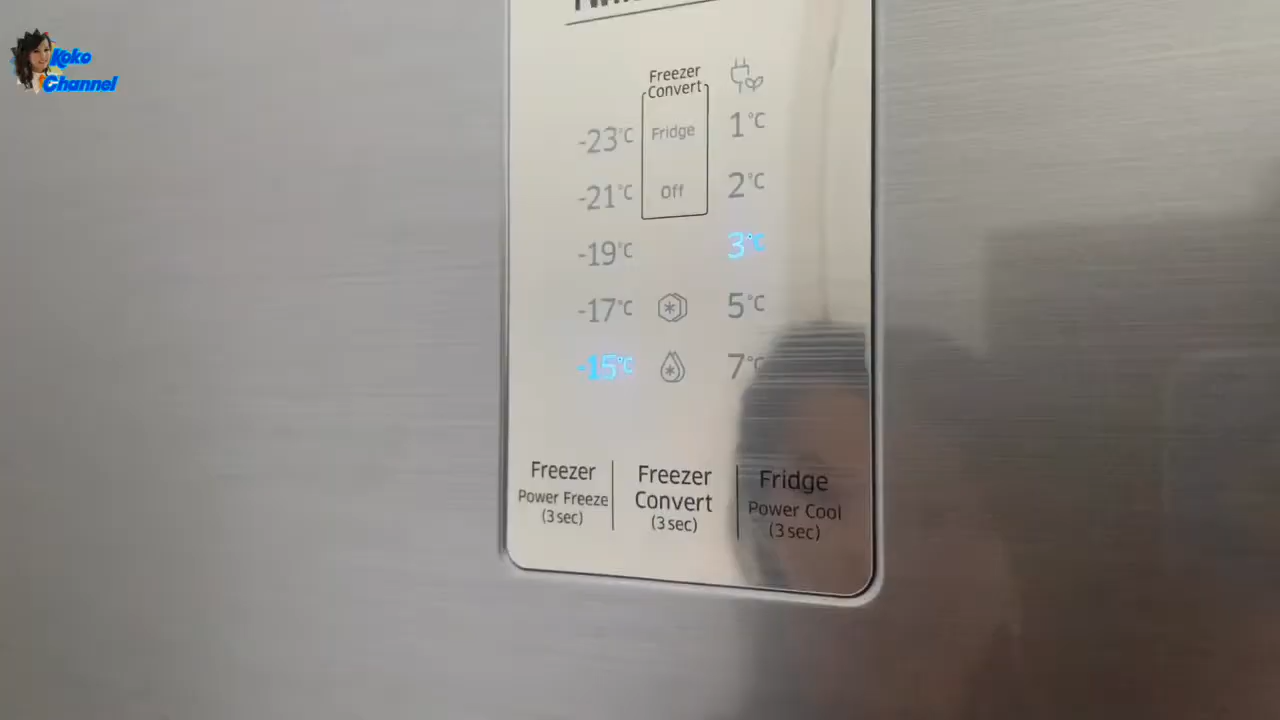 Koko
Channel
Freezer
Convert
-23°C Fridge 1°C
-21°C Off 2°C
-19°C 3°C
-17°C 5°C
-15°C 7°C
Freezer
Power Freeze
(3 sec)
Freezer
Convert
(3 sec)
Fridge
Power Cool
(3 sec)